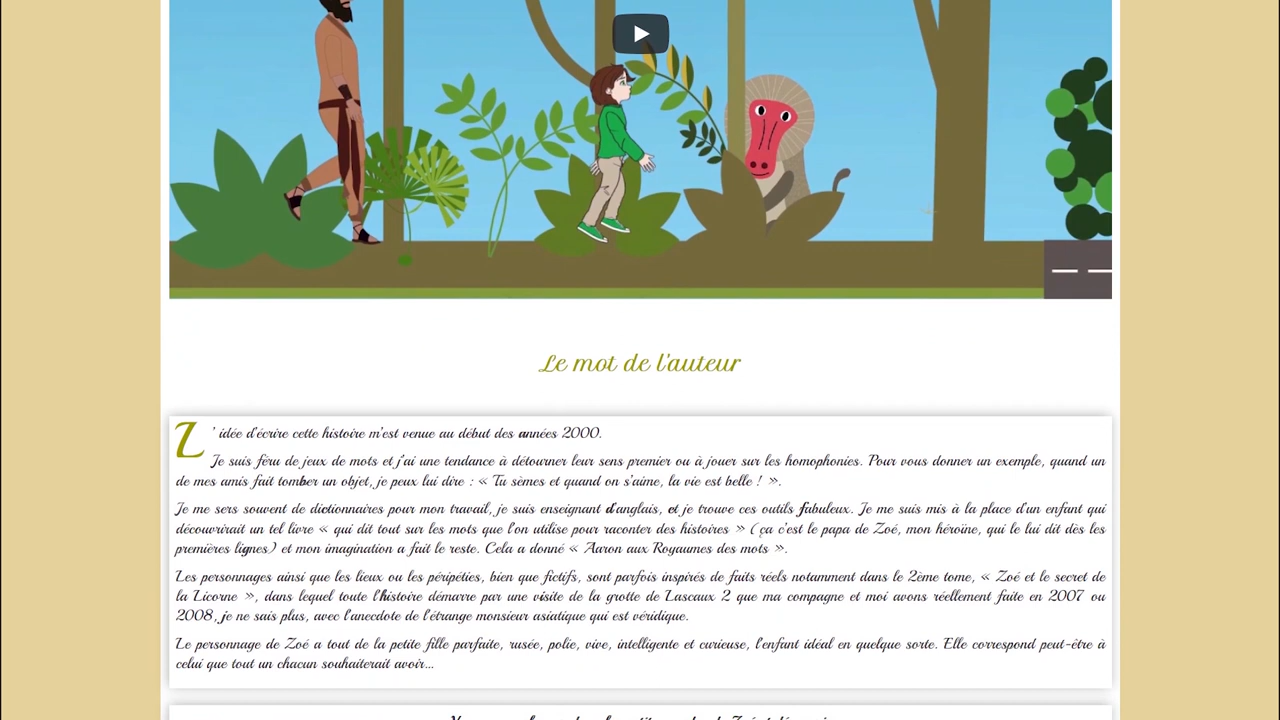 Le mot de l'auteur
L' idée d'écrire cette histoire m'est venue au début des années 2000.
Je suis féru de jeux de mots et j'ai une tendance à détourner leur sens premier ou à jouer sur les homophonies. Pour vous donner un exemple, quand un
de mes amis fait tomber un objet, je peux lui dire : « Tu sèmes et quand on s'aime, la vie est belle ! ».
Je me sers souvent de dictionnaires pour mon travail, je suis enseignant d'anglais, et je trouve ces outils fabuleux. Je me suis mis à la place d'un enfant qui
découvrirait un tel livre « qui dit tout sur les mots que l'on utilise pour raconter des histoires » (ça c'est le papa de Zoé, mon héroïne, qui le lui dit dès les
premières lignes) et mon imagination a fait le reste. Cela a donné « Aaron aux Royaumes des mots ».
Les personnages ainsi que les lieux ou les péripéties, bien que fictifs, sont parfois inspirés de faits réels notamment dans le 2ème tome, « Zoé et le secret de
la Licorne », dans lequel toute l'histoire démarre par une visite de la grotte de Lascaux 2 que ma compagne et moi avons réellement faite en 2007 ou
2008, je ne sais plus, avec l'anecdote de l'étrange monsieur asiatique qui est véridique.
Le personnage de Zoé a tout de la petite fille parfaite, rusée, polie, vive, intelligente et curieuse, l'enfant idéal en quelque sorte. Elle correspond peut-être à
celui que tout un chacun souhaiterait avoir...